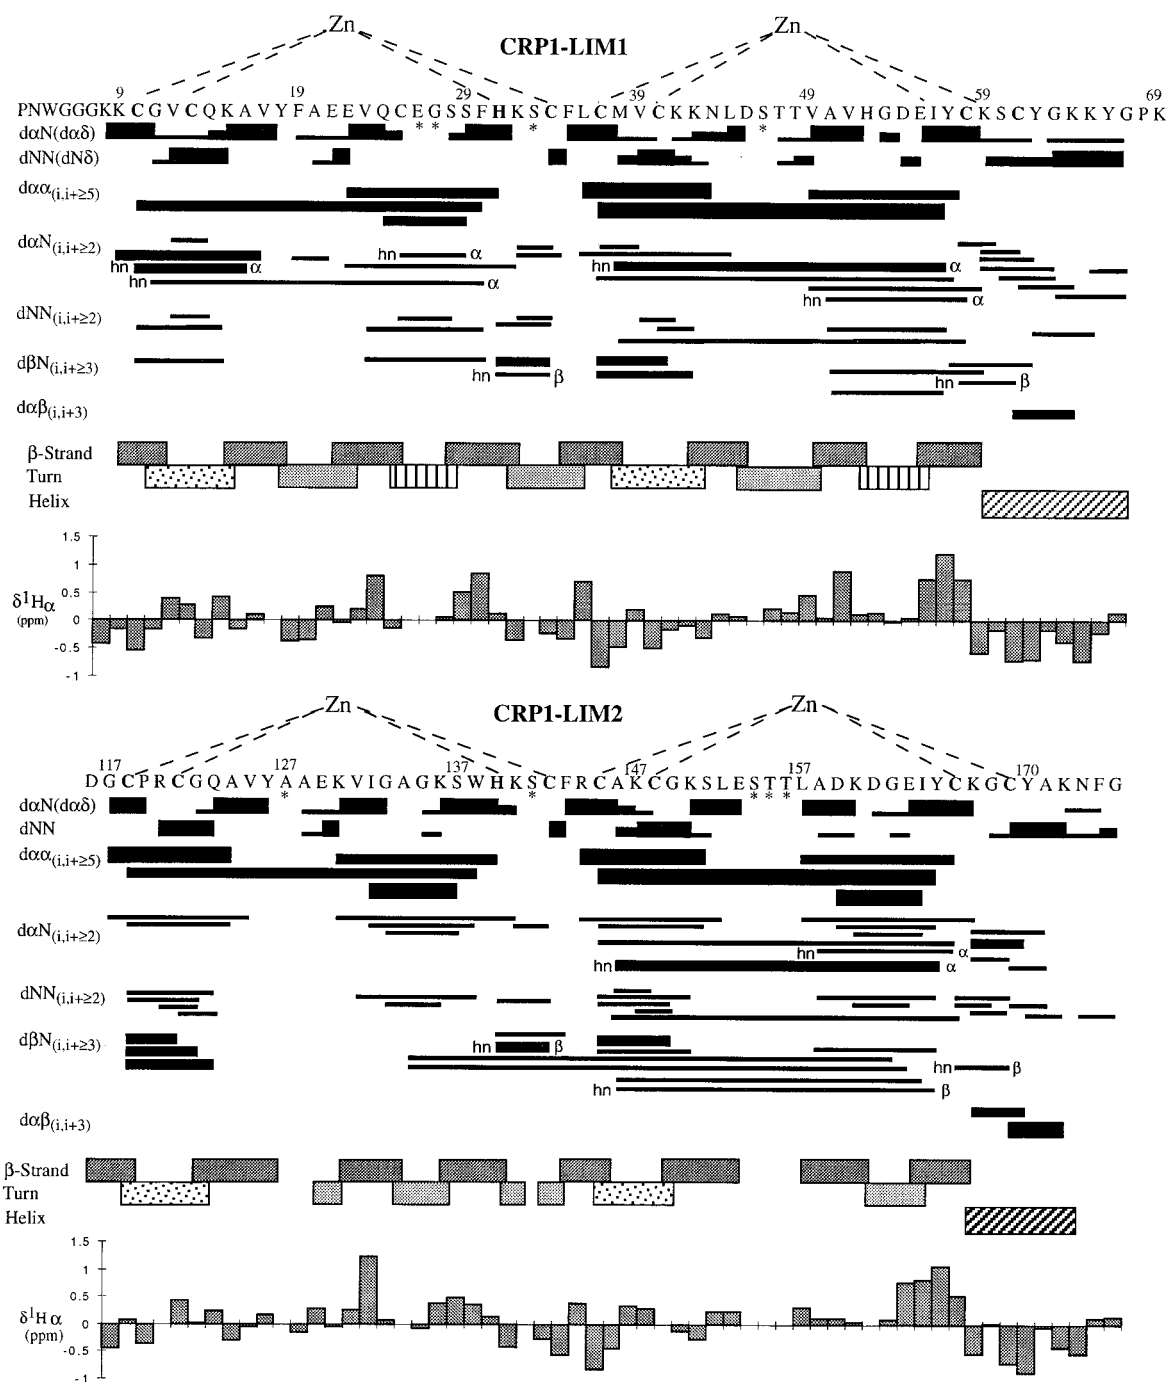 Zn
Zn
CRP1-LIM1
9 19 29 39 49 59 69
PNWGGGKKCGVCQKAVYFAEEVQCEGSSFHKSCFLCMVCKKNLDSTTVAVHGDEIYCKSCYGKKYGPK
dαN(dαδ)
* * * *
dNN(dNδ)
dαα(i,i+≥5)
dαN(i,i+≥2)
hn α
hn α
hn α
hn α
hn α
dNN(i,i+≥2)
dβN(i,i+≥3)
hn β
hn β
dαβ(i,i+3)
β-Strand
Turn
Helix
1.5
1
0.5
0
-0.5
-1
δ1Hα
(ppm)
Zn
Zn
CRP1-LIM2
117 127 137 147 157 170
DGCPRCGQAVYAAEKVIGAGKSWHKSCFRCAKCGKSLESTTLADKDGEIYCKGCYAKNFG
dαN(dαδ)
* * * * *
dNN
dαα(i,i+≥5)
dαN(i,i+≥2)
hn α
hn α
dNN(i,i+≥2)
dβN(i,i+≥3)
hn β
hn β
hn β
dαβ(i,i+3)
β-Strand
Turn
Helix
1.5
1
0.5
0
-0.5
-1
δ1Hα
(ppm)